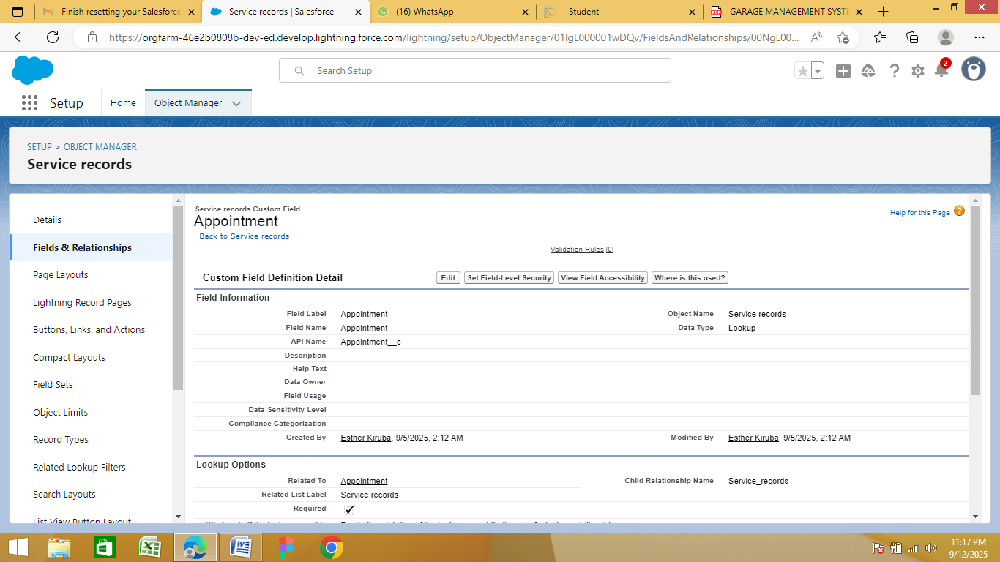 Finish resetting your Salesforce
Service records | Salesforce
(16) WhatsApp
- Student
GARAGE MANAGEMENT SYSTE
https://orgfarm-46e2b0808b-dev-ed.develop.lightning.force.com/lightning/setup/ObjectManager/01IgL000001wDQv/FieldsAndRelationships/00NgL00...
Search Setup
2
Setup
Home
Object Manager
SETUP > OBJECT MANAGER
Service records
Details
Fields & Relationships
Page Layouts
Lightning Record Pages
Buttons, Links, and Actions
Compact Layouts
Field Sets
Object Limits
Record Types
Related Lookup Filters
Search Layouts
List View Button Layout
Service records Custom Field
Appointment
Back to Service records
Help for this Page
Validation Rules [0]
Custom Field Definition Detail
Edit
Set Field-Level Security
View Field Accessibility
Where is this used?
Field Information
Field Label Appointment Object Name Service records
Field Name Appointment Data Type Lookup
API Name Appointment__c
Description
Help Text
Data Owner
Field Usage
Data Sensitivity Level
Compliance Categorization
Created By Esther Kiruba, 9/5/2025, 2:12 AM Modified By Esther Kiruba, 9/5/2025, 2:12 AM
Lookup Options
Related To Appointment Child Relationship Name Service_records
Related List Label Service records
Required ✓
11:17 PM
9/12/2025